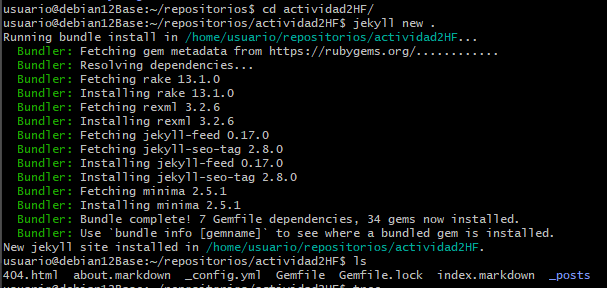 usuario@debian12Base:~/repositorios$ cd actividad2HF/
usuario@debian12Base:~/repositorios/actividad2HF$ jekyll new .
Running bundle install in /home/usuario/repositorios/actividad2HF...
Bundler: Fetching gem metadata from https://rubygems.org/............
Bundler: Resolving dependencies...
Bundler: Fetching rake 13.1.0
Bundler: Installing rake 13.1.0
Bundler: Fetching rexml 3.2.6
Bundler: Installing rexml 3.2.6
Bundler: Fetching jekyll-feed 0.17.0
Bundler: Fetching jekyll-seo-tag 2.8.0
Bundler: Installing jekyll-feed 0.17.0
Bundler: Installing jekyll-seo-tag 2.8.0
Bundler: Fetching minima 2.5.1
Bundler: Installing minima 2.5.1
Bundler: Bundle complete! 7 Gemfile dependencies, 34 gems now installed.
Bundler: Use `bundle info [gemname]` to see where a bundled gem is installed.
New jekyll site installed in /home/usuario/repositorios/actividad2HF.
usuario@debian12Base:~/repositorios/actividad2HF$ ls
404.html about.markdown _config.yml Gemfile Gemfile.lock index.markdown _posts
usuario@debian12Base:~/repositorios/actividad2HF$ tree